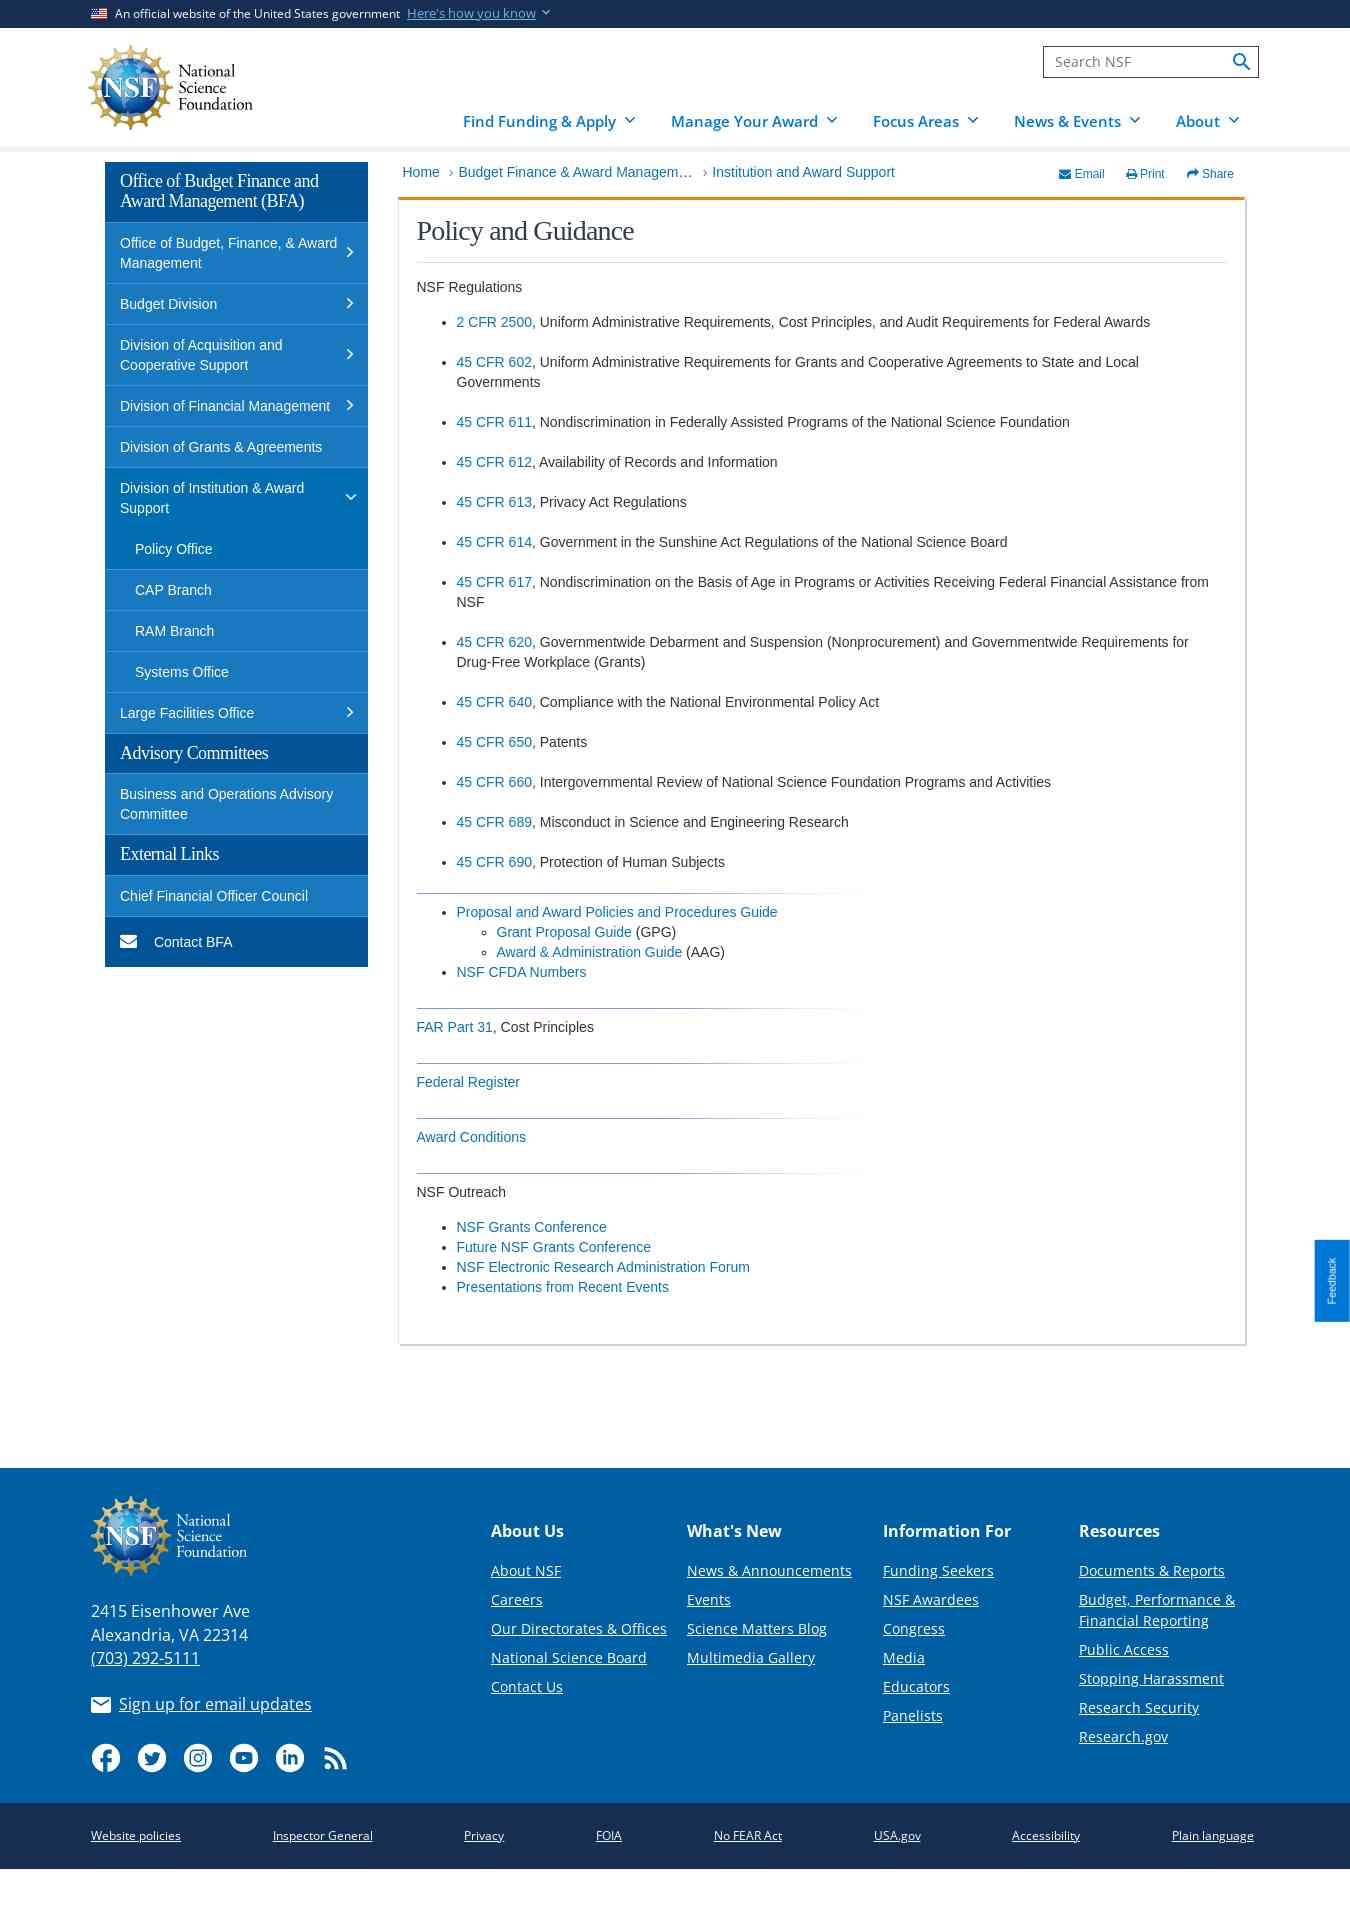 An official website of the United States government Here's how you know
NSF
National
Science
Foundation
Search NSF
Find Funding & Apply
Manage Your Award
Focus Areas
News & Events
About
Office of Budget Finance and
Award Management (BFA)
Office of Budget, Finance, & Award
Management
Budget Division
Division of Acquisition and
Cooperative Support
Division of Financial Management
Division of Grants & Agreements
Division of Institution & Award
Support
Policy Office
CAP Branch
RAM Branch
Systems Office
Large Facilities Office
Advisory Committees
Business and Operations Advisory
Committee
External Links
Chief Financial Officer Council
Contact BFA
Home › Budget Finance & Award Managem… › Institution and Award Support
Email
Print
Share
Policy and Guidance
NSF Regulations
• 2 CFR 2500, Uniform Administrative Requirements, Cost Principles, and Audit Requirements for Federal Awards
• 45 CFR 602, Uniform Administrative Requirements for Grants and Cooperative Agreements to State and Local
Governments
• 45 CFR 611, Nondiscrimination in Federally Assisted Programs of the National Science Foundation
• 45 CFR 612, Availability of Records and Information
• 45 CFR 613, Privacy Act Regulations
• 45 CFR 614, Government in the Sunshine Act Regulations of the National Science Board
• 45 CFR 617, Nondiscrimination on the Basis of Age in Programs or Activities Receiving Federal Financial Assistance from
NSF
• 45 CFR 620, Governmentwide Debarment and Suspension (Nonprocurement) and Governmentwide Requirements for
Drug-Free Workplace (Grants)
• 45 CFR 640, Compliance with the National Environmental Policy Act
• 45 CFR 650, Patents
• 45 CFR 660, Intergovernmental Review of National Science Foundation Programs and Activities
• 45 CFR 689, Misconduct in Science and Engineering Research
• 45 CFR 690, Protection of Human Subjects
• Proposal and Award Policies and Procedures Guide
◦ Grant Proposal Guide (GPG)
◦ Award & Administration Guide (AAG)
• NSF CFDA Numbers
FAR Part 31, Cost Principles
Federal Register
Award Conditions
NSF Outreach
• NSF Grants Conference
• Future NSF Grants Conference
• NSF Electronic Research Administration Forum
• Presentations from Recent Events
Feedback
NSF
National
Science
Foundation
2415 Eisenhower Ave
Alexandria, VA 22314
(703) 292-5111
Sign up for email updates
About Us
About NSF
Careers
Our Directorates & Offices
National Science Board
Contact Us
What's New
News & Announcements
Events
Science Matters Blog
Multimedia Gallery
Information For
Funding Seekers
NSF Awardees
Congress
Media
Educators
Panelists
Resources
Documents & Reports
Budget, Performance &
Financial Reporting
Public Access
Stopping Harassment
Research Security
Research.gov
Website policies
Inspector General
Privacy
FOIA
No FEAR Act
USA.gov
Accessibility
Plain language